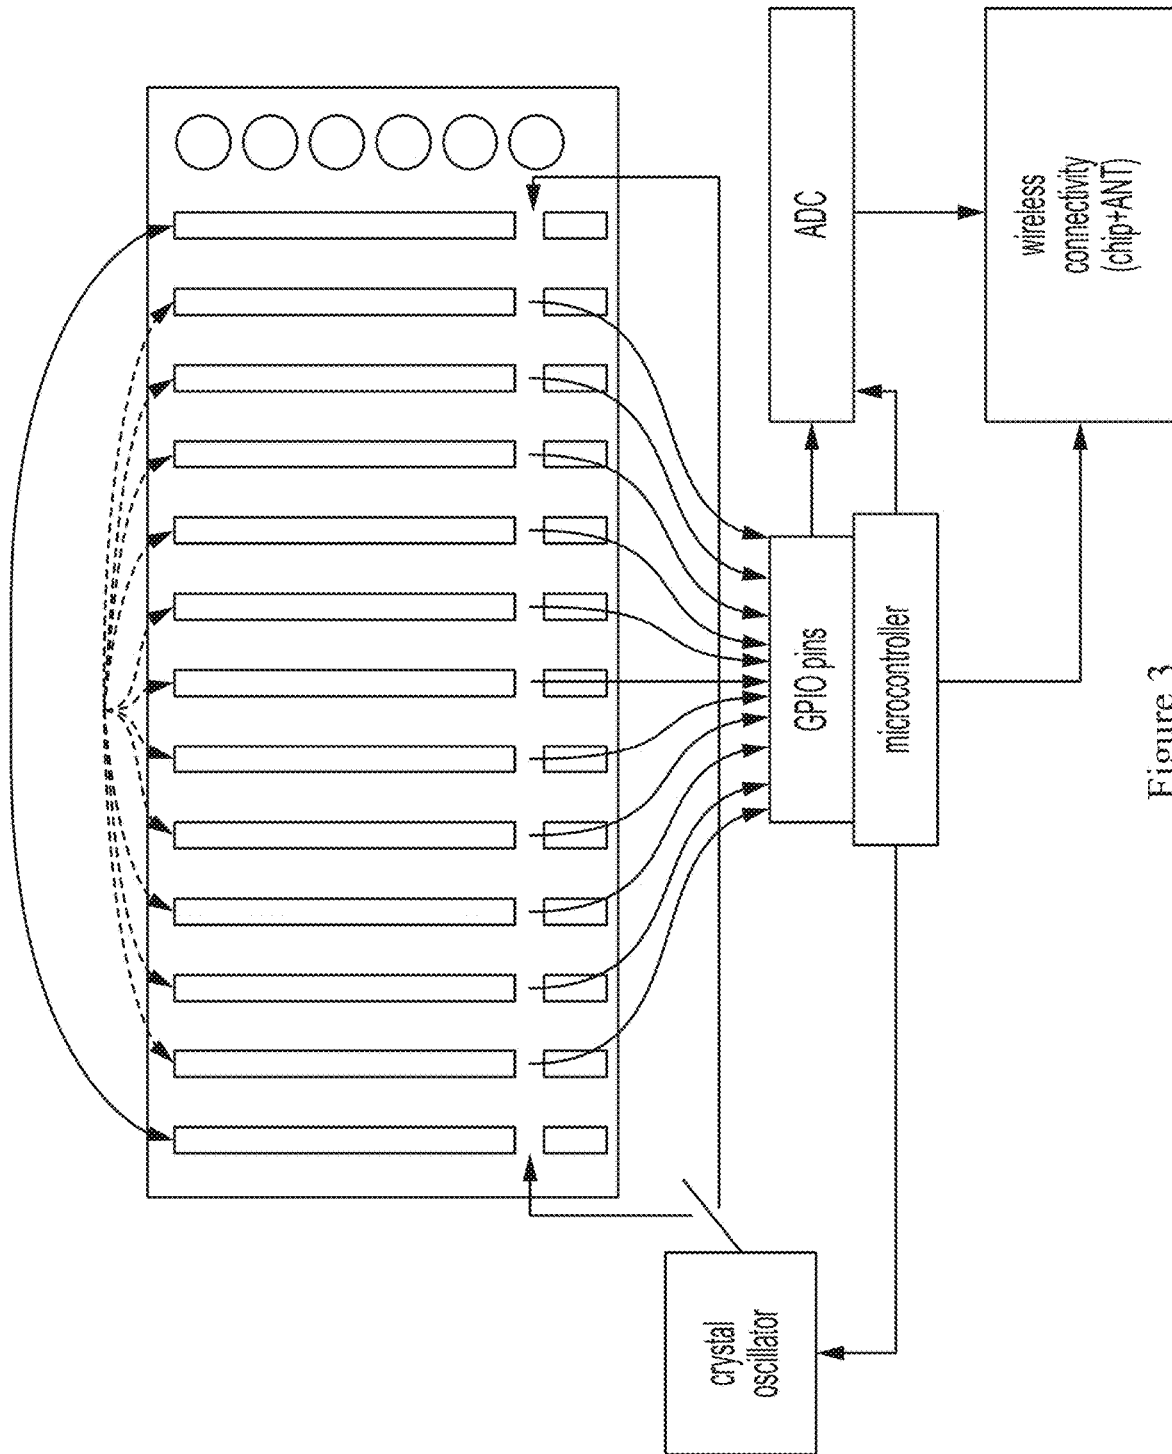 crystal
oscillator
GPIO pins
microcontroller
ADC
wireless
connectivity
(chip+ANT)
Figure 3